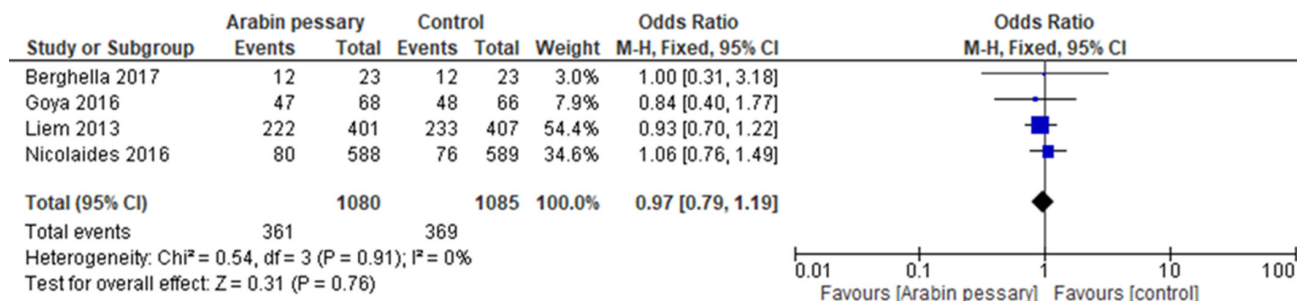 Arabin pessary Control Odds Ratio Odds Ratio
Study or Subgroup Events Total Events Total Weight M-H, Fixed, 95% CI M-H, Fixed, 95% CI
Berghella 2017 12 23 12 23 3.0% 1.00 [0.31, 3.18]
Goya 2016 47 68 48 66 7.9% 0.84 [0.40, 1.77]
Liem 2013 222 401 233 407 54.4% 0.93 [0.70, 1.22]
Nicolaides 2016 80 588 76 589 34.6% 1.06 [0.76, 1.49]
Total (95% CI) 1080 1085 100.0% 0.97 [0.79, 1.19]
Total events 361 369
Heterogeneity: Chi² = 0.54, df = 3 (P = 0.91); I² = 0%
Test for overall effect: Z = 0.31 (P = 0.76)
0.01 0.1 1 10 100
Favours [Arabin pessary] Favours [control]